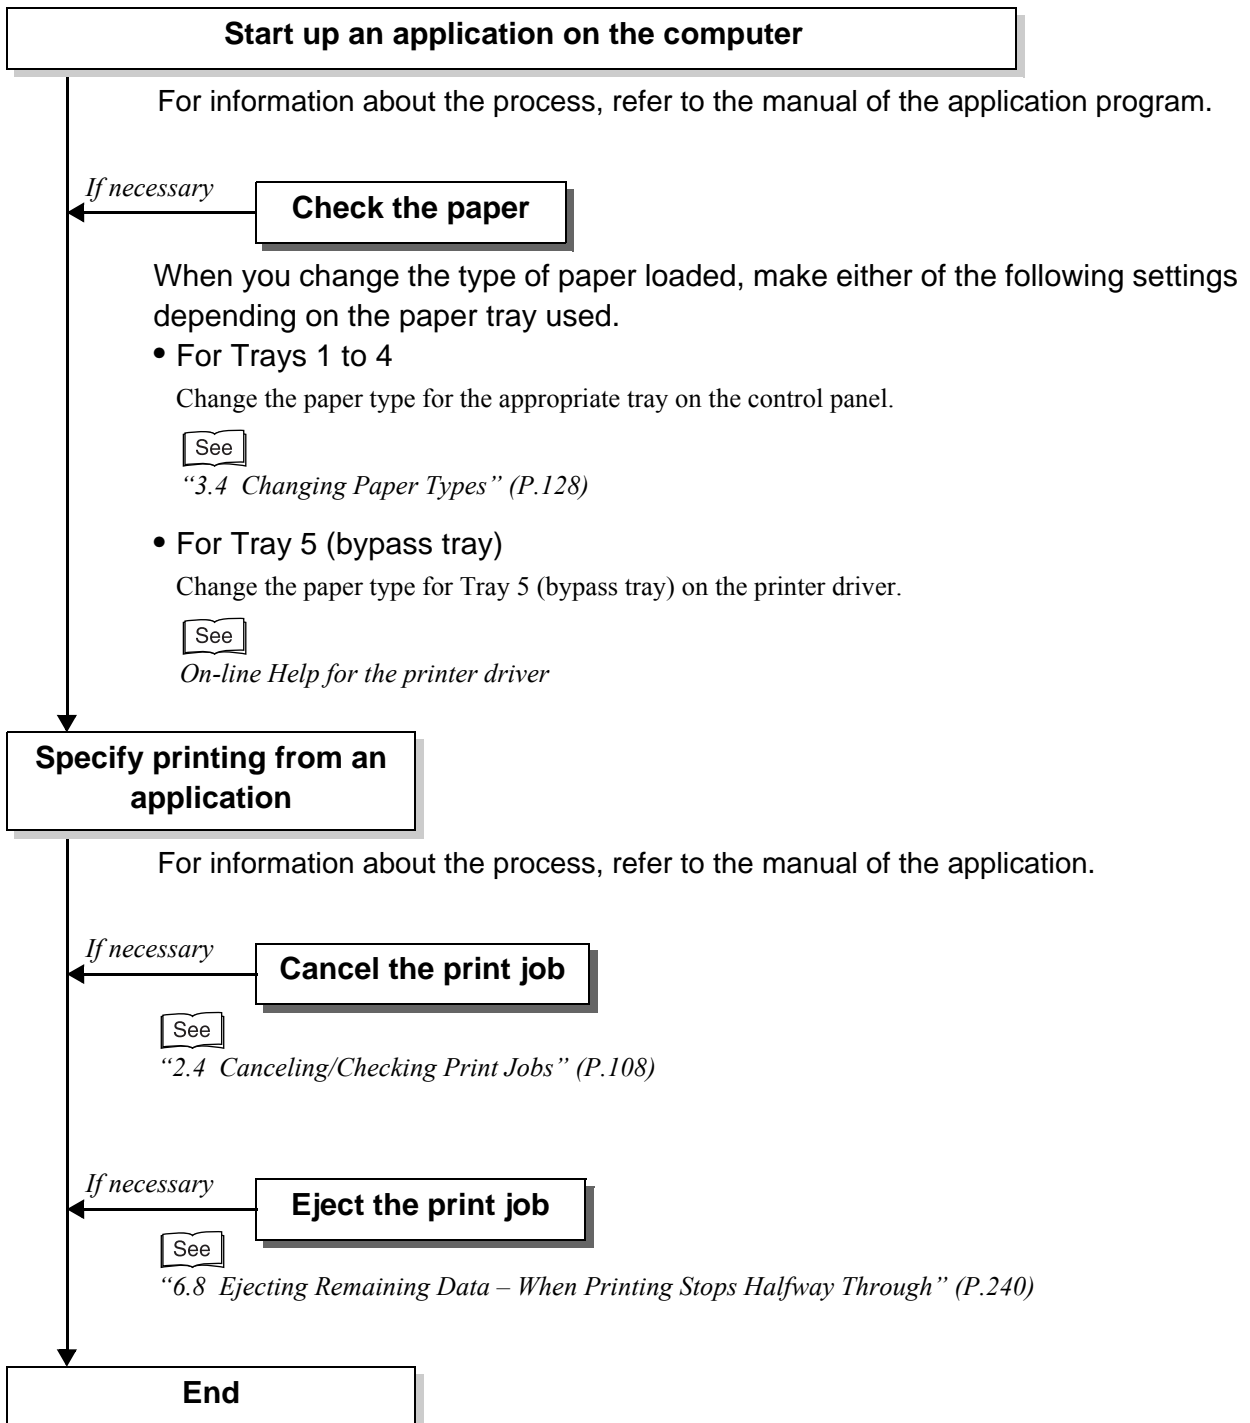 Start up an application on the computer
For information about the process, refer to the manual of the application program.
If necessary
Check the paper
When you change the type of paper loaded, make either of the following settings
depending on the paper tray used.
• For Trays 1 to 4
Change the paper type for the appropriate tray on the control panel.
See
“3.4 Changing Paper Types” (P.128)
• For Tray 5 (bypass tray)
Change the paper type for Tray 5 (bypass tray) on the printer driver.
See
On-line Help for the printer driver
Specify printing from an
application
For information about the process, refer to the manual of the application.
If necessary
Cancel the print job
See
“2.4 Canceling/Checking Print Jobs” (P.108)
If necessary
Eject the print job
See
“6.8 Ejecting Remaining Data – When Printing Stops Halfway Through” (P.240)
End